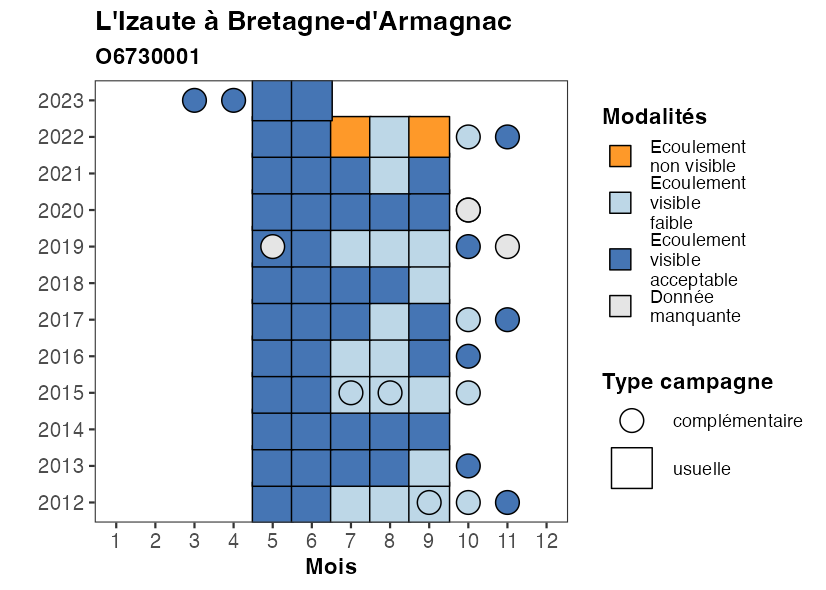 L'Izaute à Bretagne-d'Armagnac
O6730001
2023
2022
2021
2020
2019
2018
2017
2016
2015
2014
2013
2012
1 2 3 4 5 6 7 8 9 10 11 12
Mois
Modalités
Ecoulement
non visible
Ecoulement
visible
faible
Ecoulement
visible
acceptable
Donnée
manquante
Type campagne
complémentaire
usuelle